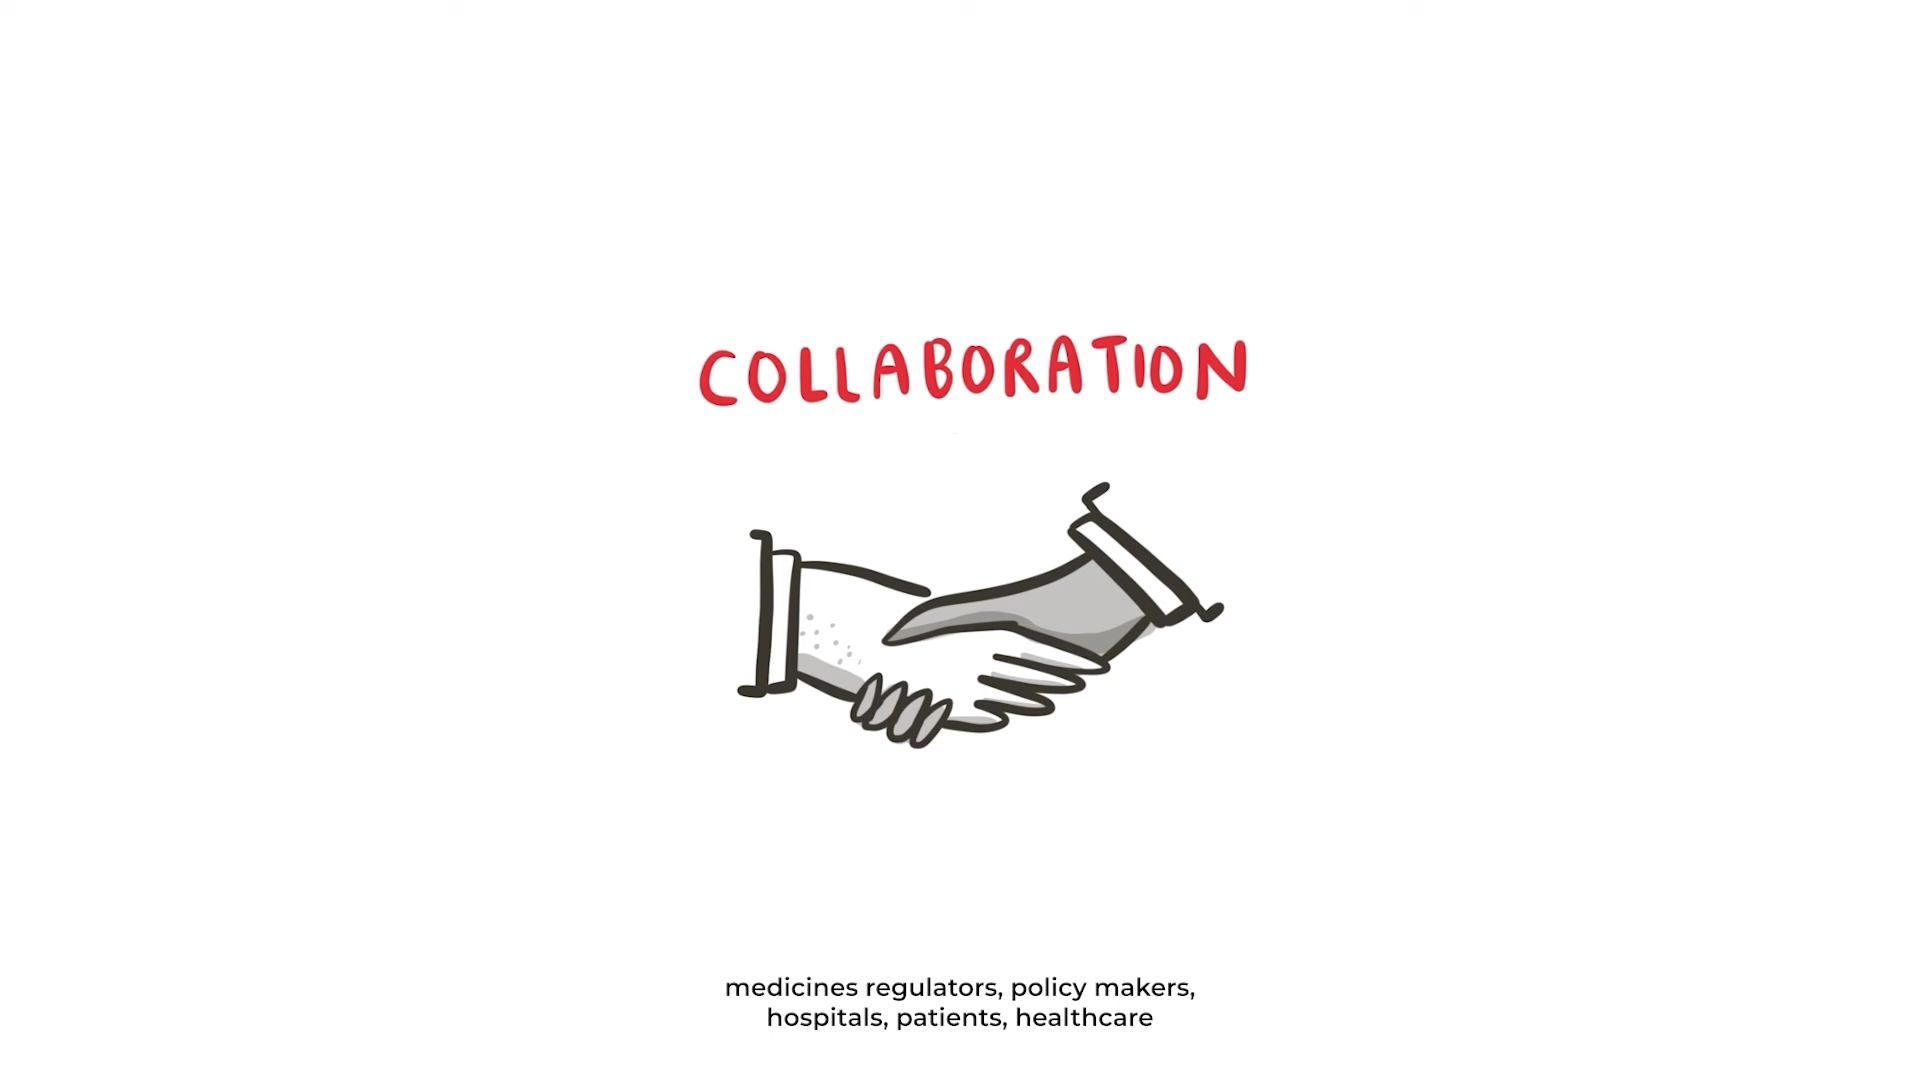 COLLABORATION
medicines regulators, policy makers,
hospitals, patients, healthcare